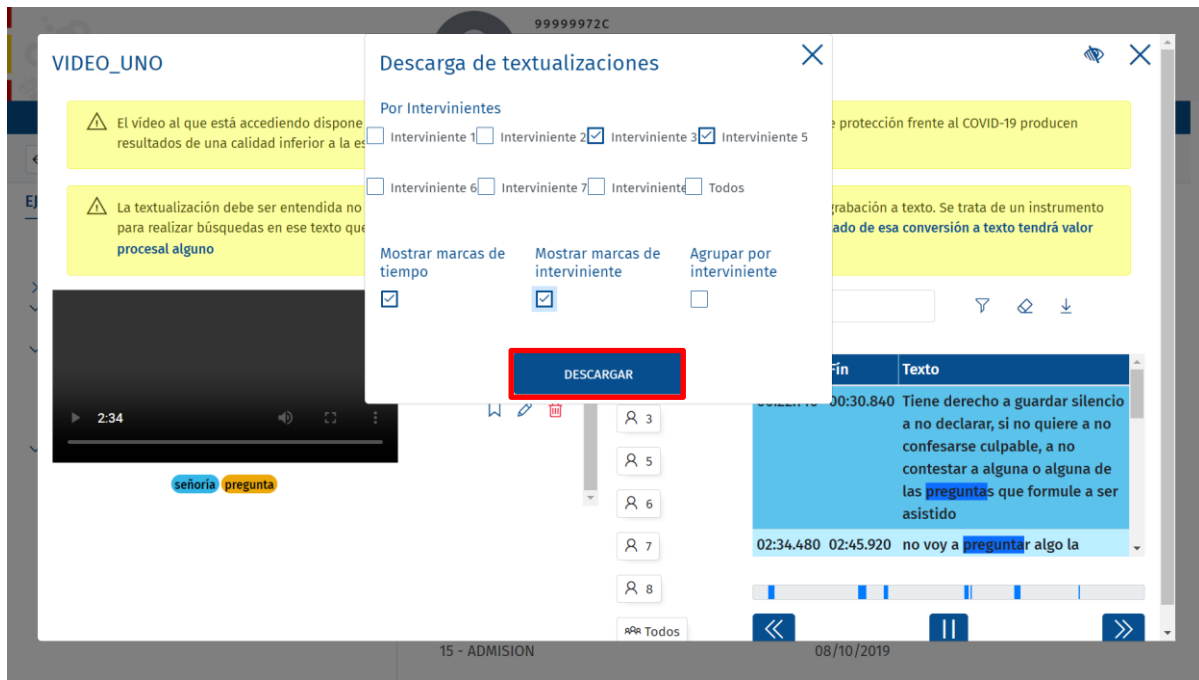 99999972C
VIDEO_UNO
Descarga de textualizaciones
El vídeo al que está accediendo dispone
e protección frente al COVID-19 producen
resultados de una calidad inferior a la es
Por Intervinientes
Interviniente 1 Interviniente 2 Interviniente 3 Interviniente 5
Interviniente 6 Interviniente 7 Interviniente Todos
EJ
La textualización debe ser entendida no
grabación a texto. Se trata de un instrumento
para realizar búsquedas en ese texto que
ado de esa conversión a texto tendrá valor
procesal alguno
Mostrar marcas de tiempo
Mostrar marcas de interviniente
Agrupar por interviniente
DESCARGAR
2:34
señoría pregunta
3
5
6
7
8
Todos
Fín Texto
00:30.840 Tiene derecho a guardar silencio
a no declarar, si no quiere a no
confesarse culpable, a no
contestar a alguna o alguna de
las preguntas que formule a ser
asistido
02:34.480 02:45.920 no voy a preguntar algo la
15 - ADMISION 08/10/2019